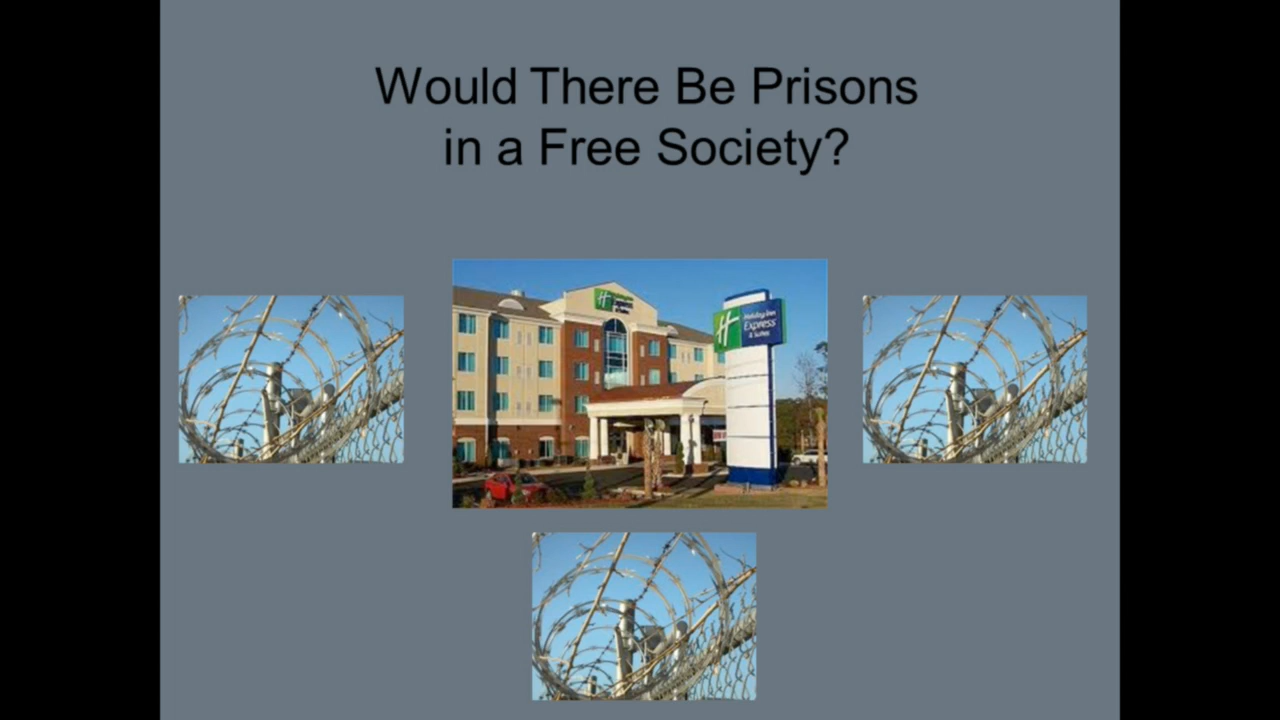 Would There Be Prisons
in a Free Society?
Holiday Inn
Express
& Suites